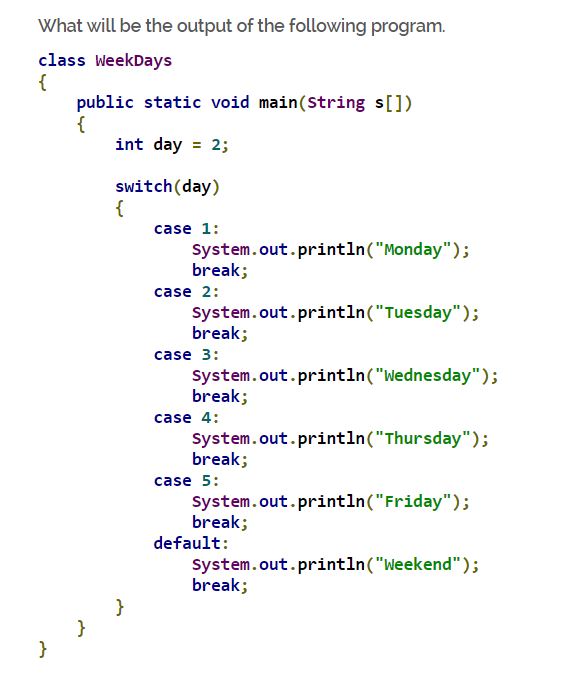 What will be the output of the following program.
class WeekDays
{
    public static void main(String s[])
    {
        int day = 2;
        switch(day)
        {
            case 1:
                System.out.println("Monday");
                break;
            case 2:
                System.out.println("Tuesday");
                break;
            case 3:
                System.out.println("Wednesday");
                break;
            case 4:
                System.out.println("Thursday");
                break;
            case 5:
                System.out.println("Friday");
                break;
            default:
                System.out.println("Weekend");
                break;
        }
    }
}